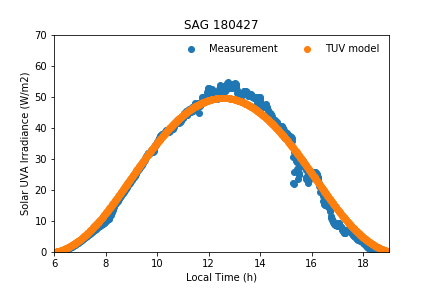 SAG 180427
Measurement TUV model
Solar UVA Irradiance (W/m2)
70
60
50
40
30
20
10
0
6 8 10 12 14 16 18
Local Time (h)